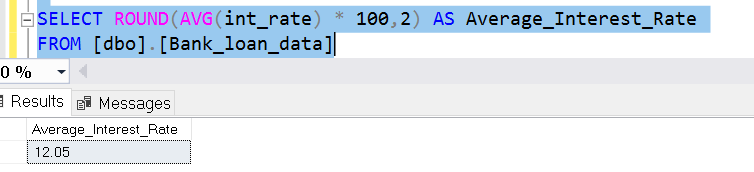 SELECT ROUND(AVG(int_rate) * 100,2) AS Average_Interest_Rate
FROM [dbo].[Bank_loan_data]
0 %
Results Messages
Average_Interest_Rate
12.05